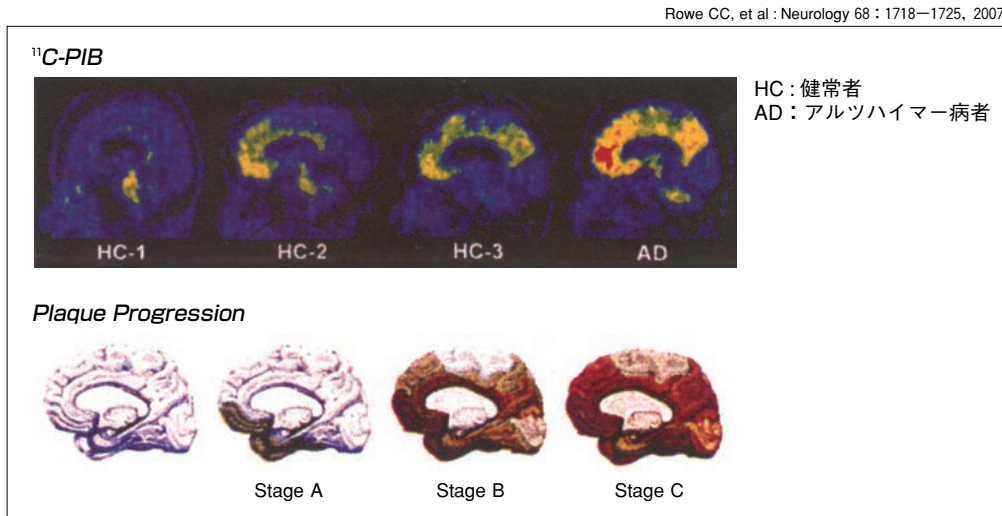 Rowe CC, et al : Neurology 68 : 1718－1725, 2007
¹¹C-PIB
HC : 健常者
AD：アルツハイマー病者
HC-1 HC-2 HC-3 AD
Plaque Progression
Stage A Stage B Stage C